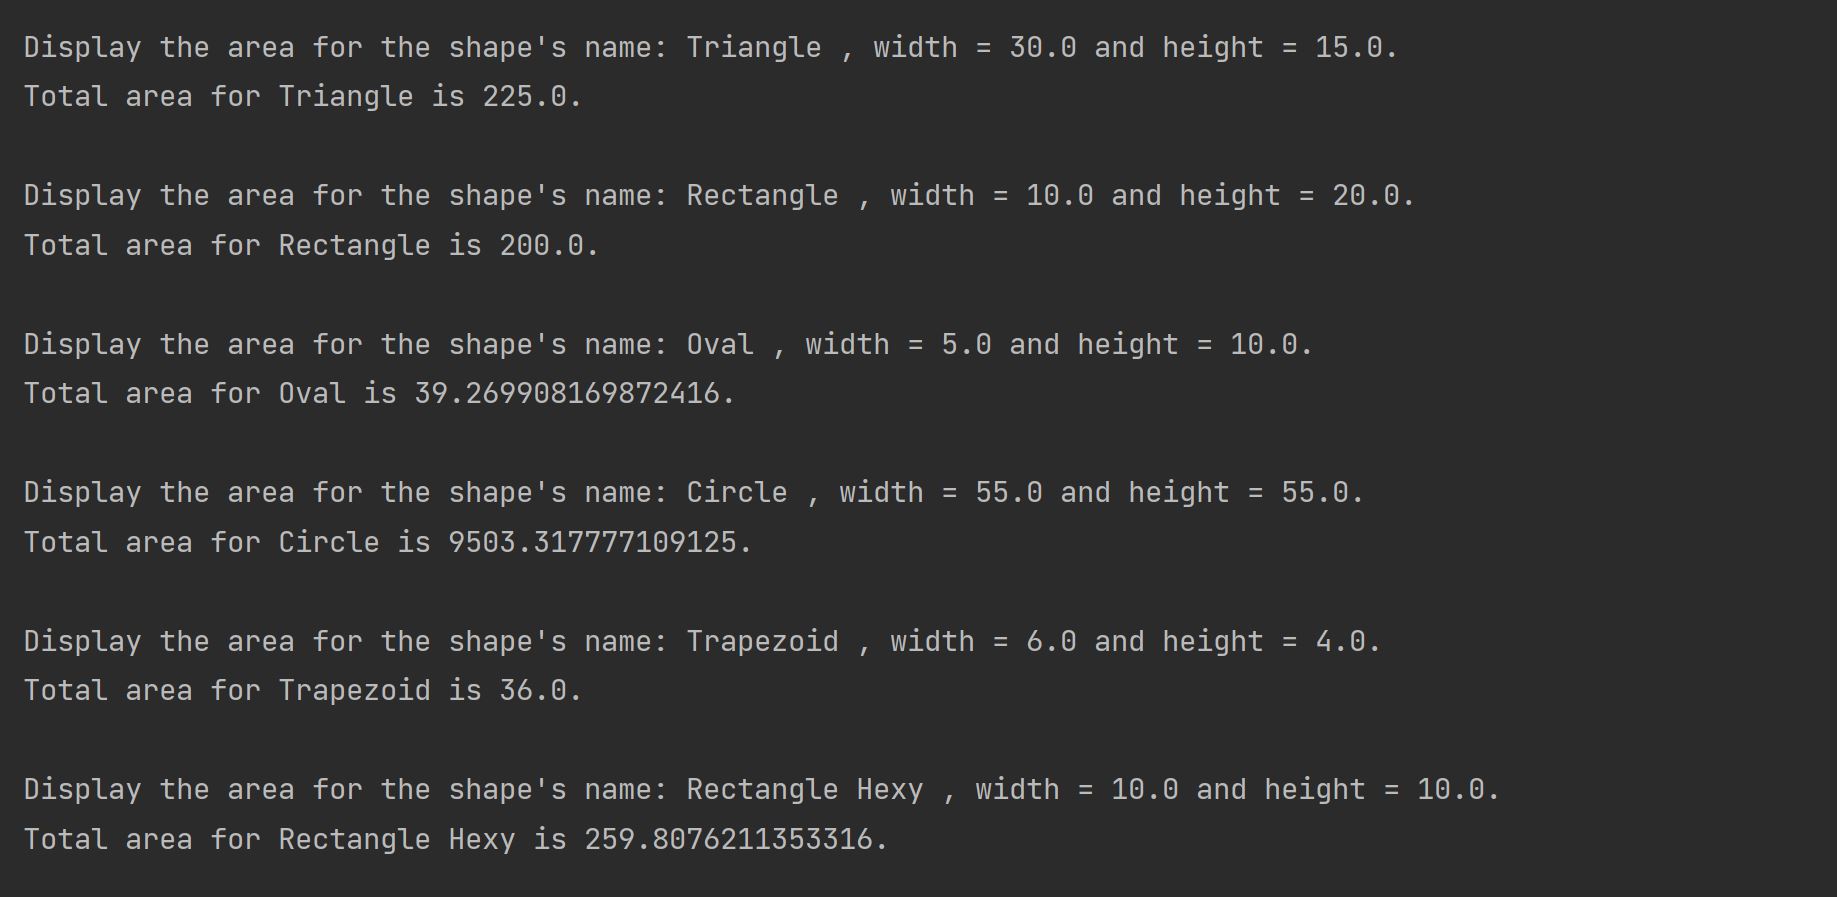 Display the area for the shape's name: Triangle , width = 30.0 and height = 15.0.
Total area for Triangle is 225.0.
Display the area for the shape's name: Rectangle , width = 10.0 and height = 20.0.
Total area for Rectangle is 200.0.
Display the area for the shape's name: Oval , width = 5.0 and height = 10.0.
Total area for Oval is 39.269908169872416.
Display the area for the shape's name: Circle , width = 55.0 and height = 55.0.
Total area for Circle is 9503.317777109125.
Display the area for the shape's name: Trapezoid , width = 6.0 and height = 4.0.
Total area for Trapezoid is 36.0.
Display the area for the shape's name: Rectangle Hexy , width = 10.0 and height = 10.0.
Total area for Rectangle Hexy is 259.8076211353316.